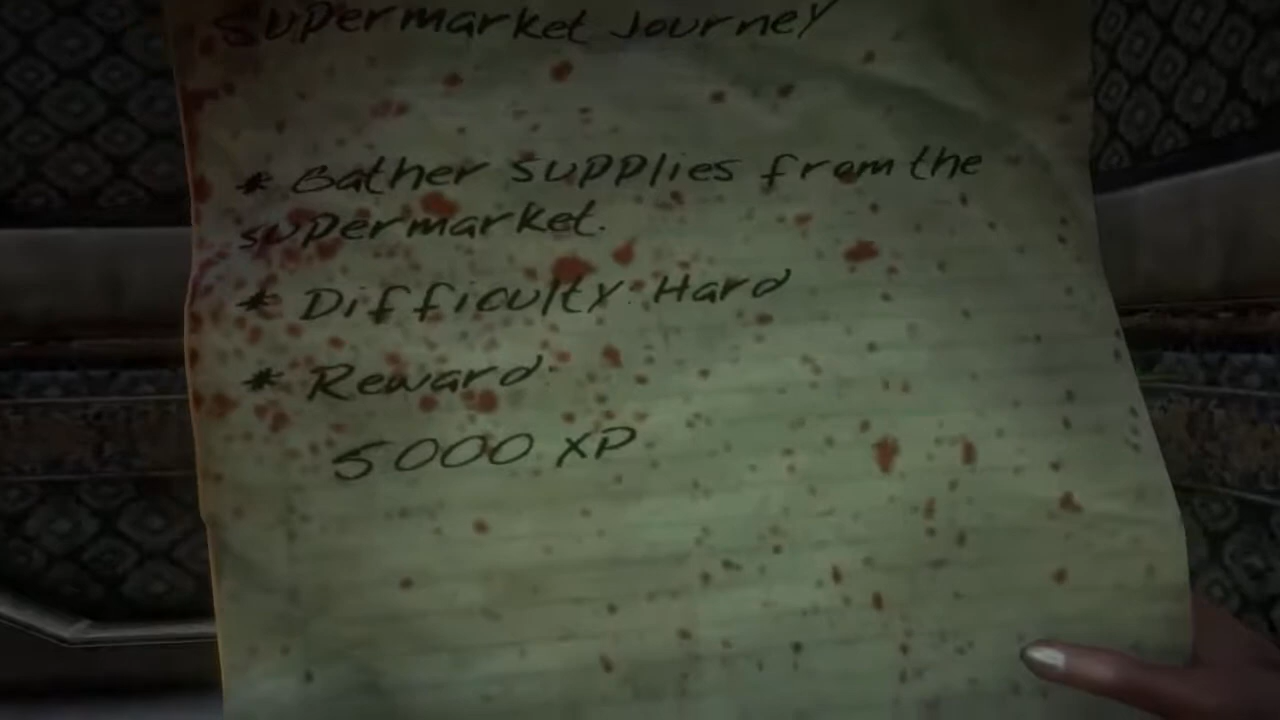 Supermarket Journey
* Gather supplies from the
supermarket.
* Difficulty: Hard
* Reward:
5000 XP